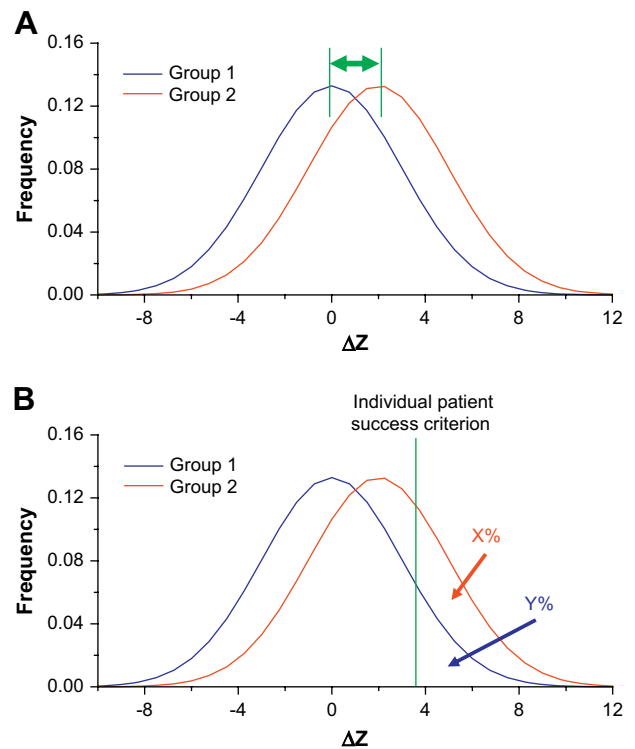 A
0.16
0.12
0.08
0.04
0.00
Frequency
Group 1
Group 2
-8 -4 0 4 8 12
ΔZ
B
Individual patient
success criterion
0.16
0.12
0.08
0.04
0.00
Frequency
Group 1
Group 2
X%
Y%
-8 -4 0 4 8 12
ΔZ